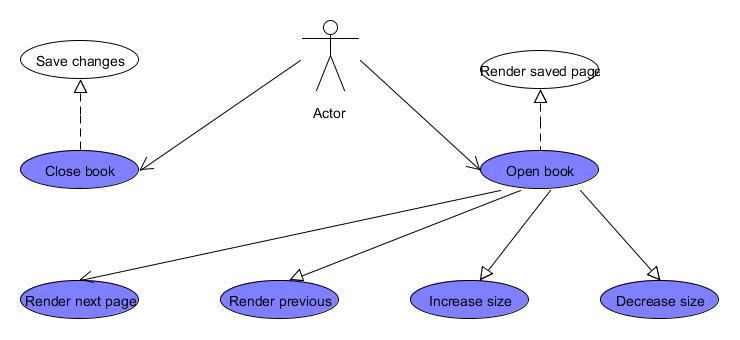 Save changes
Render saved page
Actor
Close book
Open book
Render next page
Render previous
Increase size
Decrease size